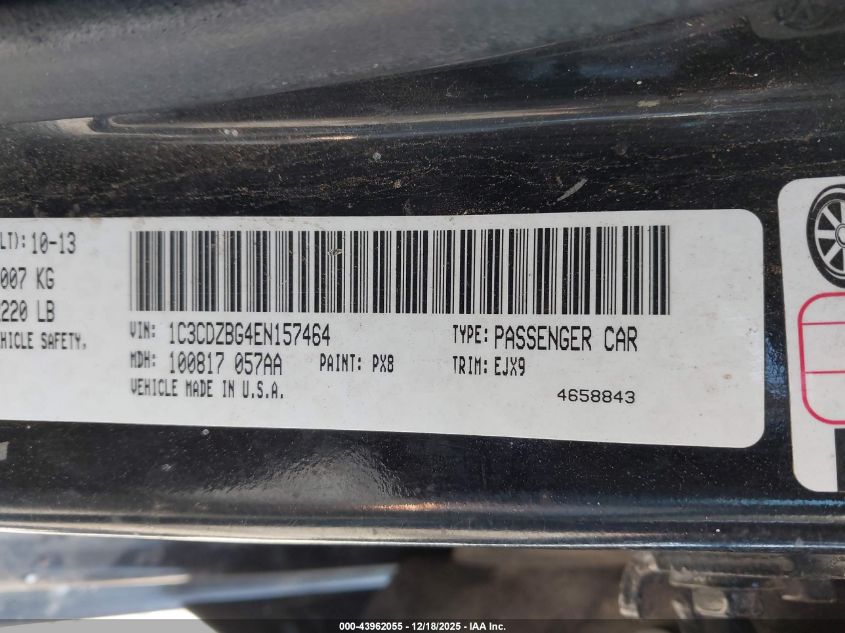 LT): 10-13
007 KG
220 LB
HICLE SAFETY,
VIN: 1C3CDZBG4EN157464
TYPE: PASSENGER CAR
MDH: 100817 057AA PAINT: PX8 TRIM: EJX9
VEHICLE MADE IN U.S.A.
4658843
000-43962055 - 12/18/2025 - IAA Inc.